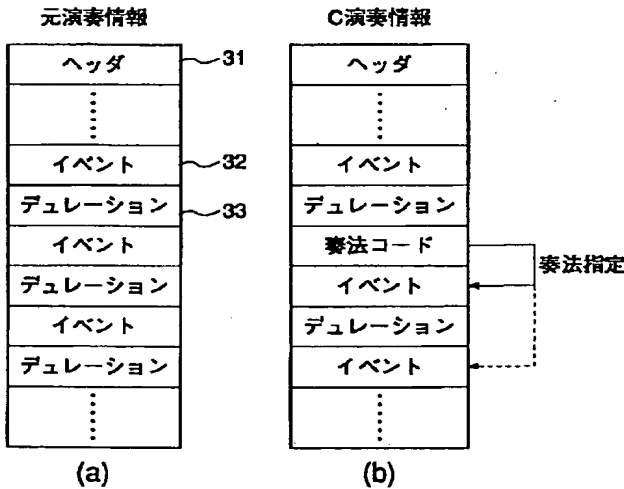 元演奏情報
ヘッダ
31
イベント
32
デュレーション
33
イベント
デュレーション
イベント
デュレーション
(a)
C演奏情報
ヘッダ
イベント
デュレーション
奏法コード
イベント
デュレーション
イベント
奏法指定
(b)